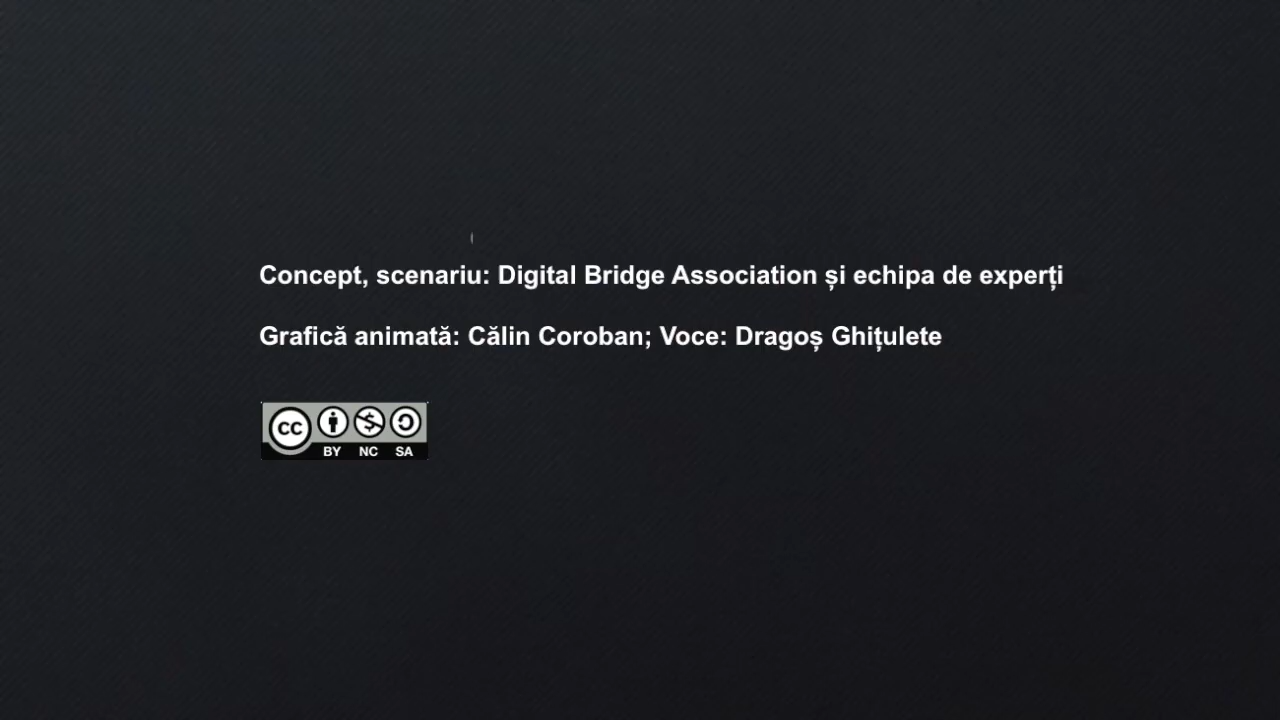 Concept, scenariu: Digital Bridge Association și echipa de experți
Grafică animată: Călin Coroban; Voce: Dragoș Ghițulete
CC BY NC SA